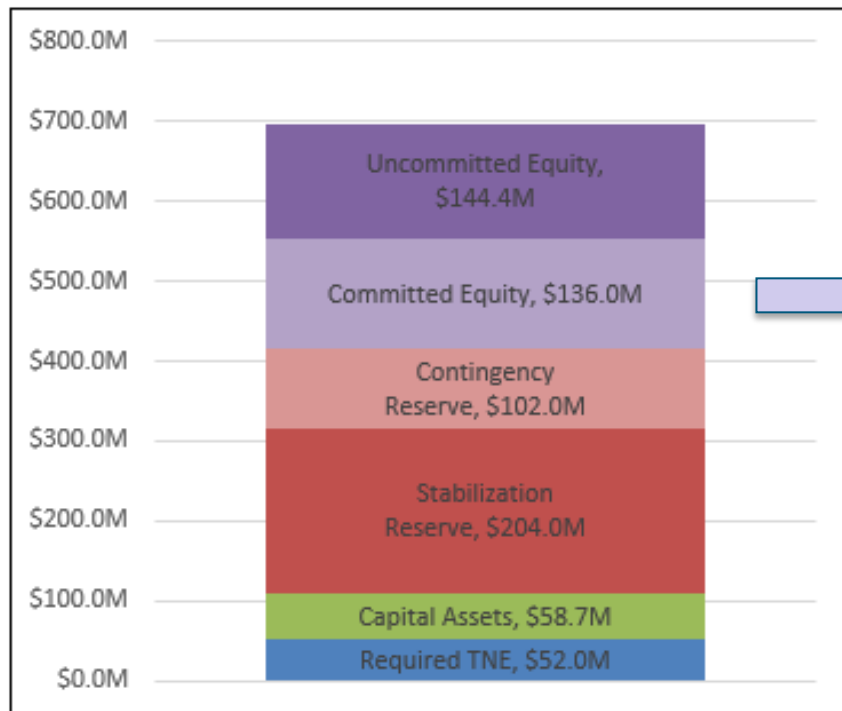 $800.0M
$700.0M
$600.0M
$500.0M
$400.0M
$300.0M
$200.0M
$100.0M
$0.0M
Uncommitted Equity,
$144.4M
Committed Equity, $136.0M
Contingency
Reserve, $102.0M
Stabilization
Reserve, $204.0M
Capital Assets, $58.7M
Required TNE, $52.0M